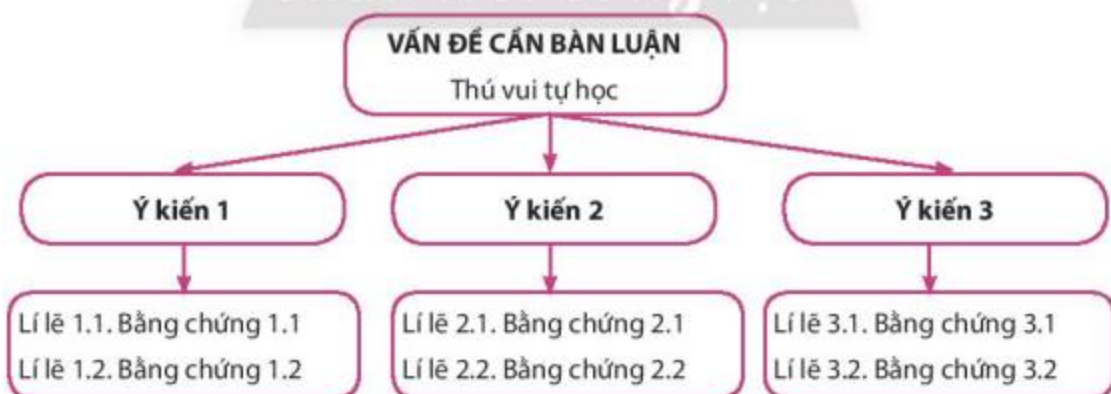 VẤN ĐỀ CẦN BÀN LUẬN
Thú vui tự học
Ý kiến 1
Ý kiến 2
Ý kiến 3
Lí lẽ 1.1. Bằng chứng 1.1
Lí lẽ 1.2. Bằng chứng 1.2
Lí lẽ 2.1. Bằng chứng 2.1
Lí lẽ 2.2. Bằng chứng 2.2
Lí lẽ 3.1. Bằng chứng 3.1
Lí lẽ 3.2. Bằng chứng 3.2